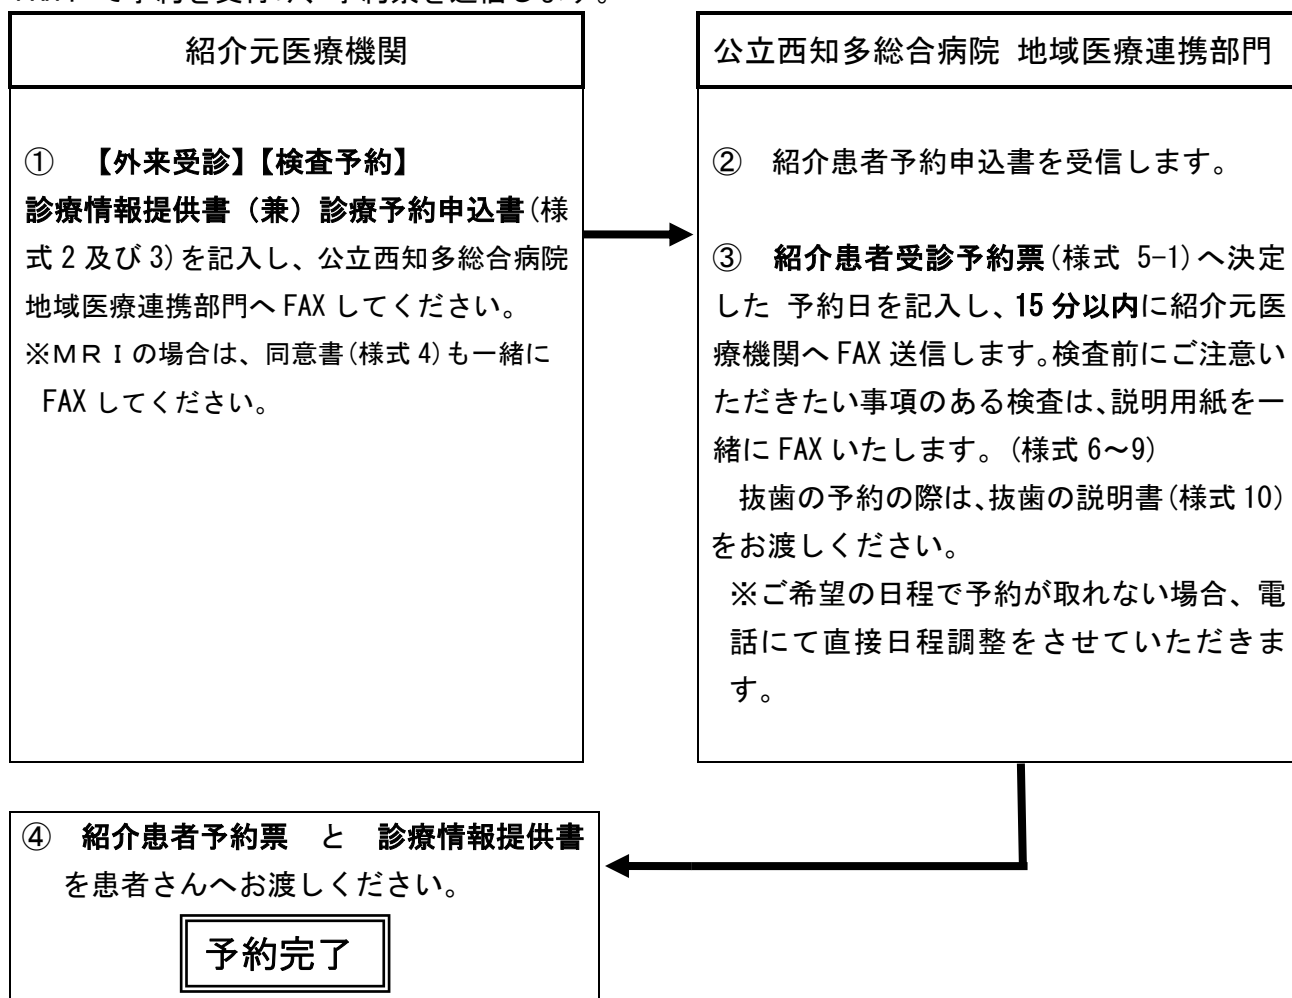 紹介元医療機関
① 【外来受診】【検査予約】
診療情報提供書（兼）診療予約申込書(様
式 2 及び 3)を記入し、公立西知多総合病院
地域医療連携部門へ FAX してください。
※ＭＲＩの場合は、同意書(様式 4)も一緒に
FAX してください。
公立西知多総合病院 地域医療連携部門
② 紹介患者予約申込書を受信します。
③ 紹介患者受診予約票(様式 5-1)へ決定
した 予約日を記入し、15 分以内に紹介元医
療機関へ FAX 送信します。検査前にご注意い
ただきたい事項のある検査は、説明用紙を一
緒に FAX いたします。(様式 6～9)
抜歯の予約の際は、抜歯の説明書(様式 10)
をお渡しください。
※ご希望の日程で予約が取れない場合、電
話にて直接日程調整をさせていただきま
す。
④ 紹介患者予約票 と 診療情報提供書
を患者さんへお渡しください。
予約完了